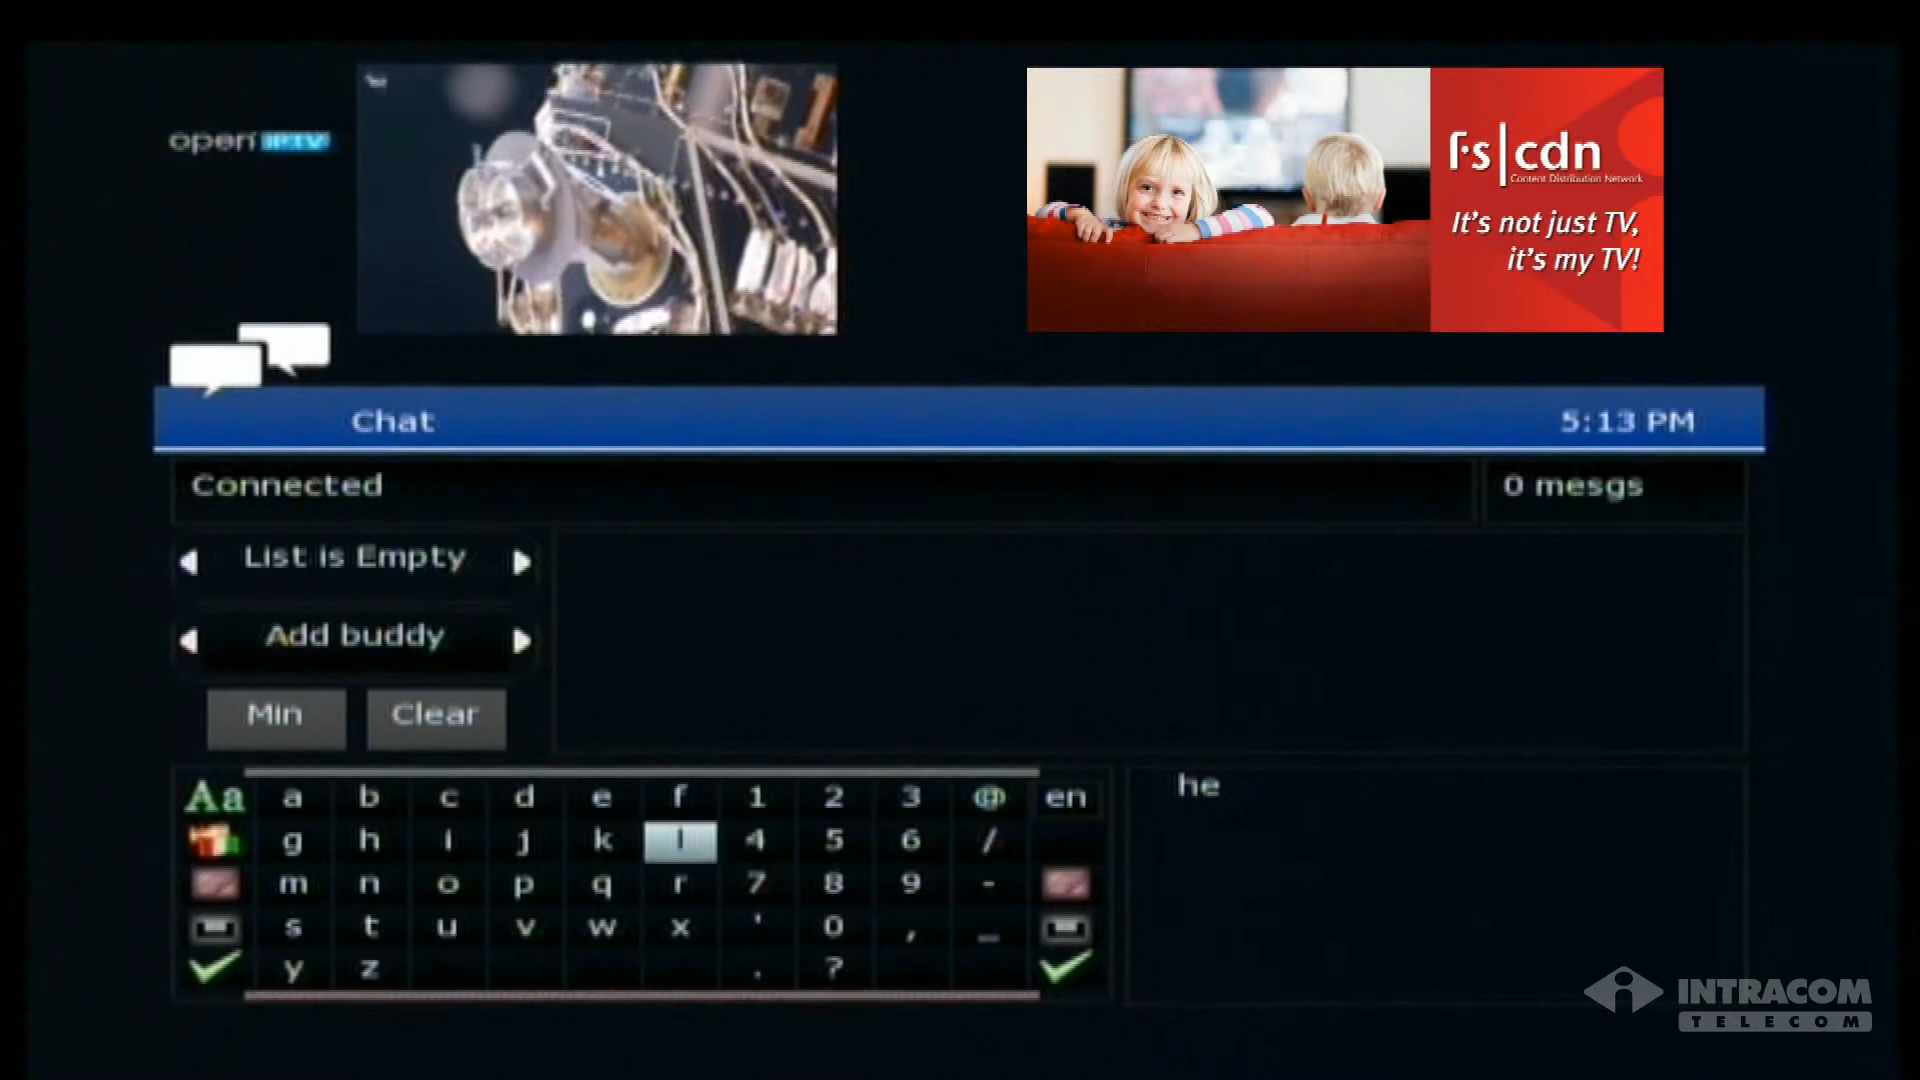 open IPTV
fs|cdn
Content Distribution Network
It's not just TV,
it's my TV!
Chat
5:13 PM
Connected
0 mesgs
List is Empty
Add buddy
Min
Clear
Aa a b c d e f 1 2 3 @ en
g h i j k l 4 5 6 /
m n o p q r 7 8 9 -
s t u v w x ' 0 , _
y z . ?
he
INTRACOM
TELECOM